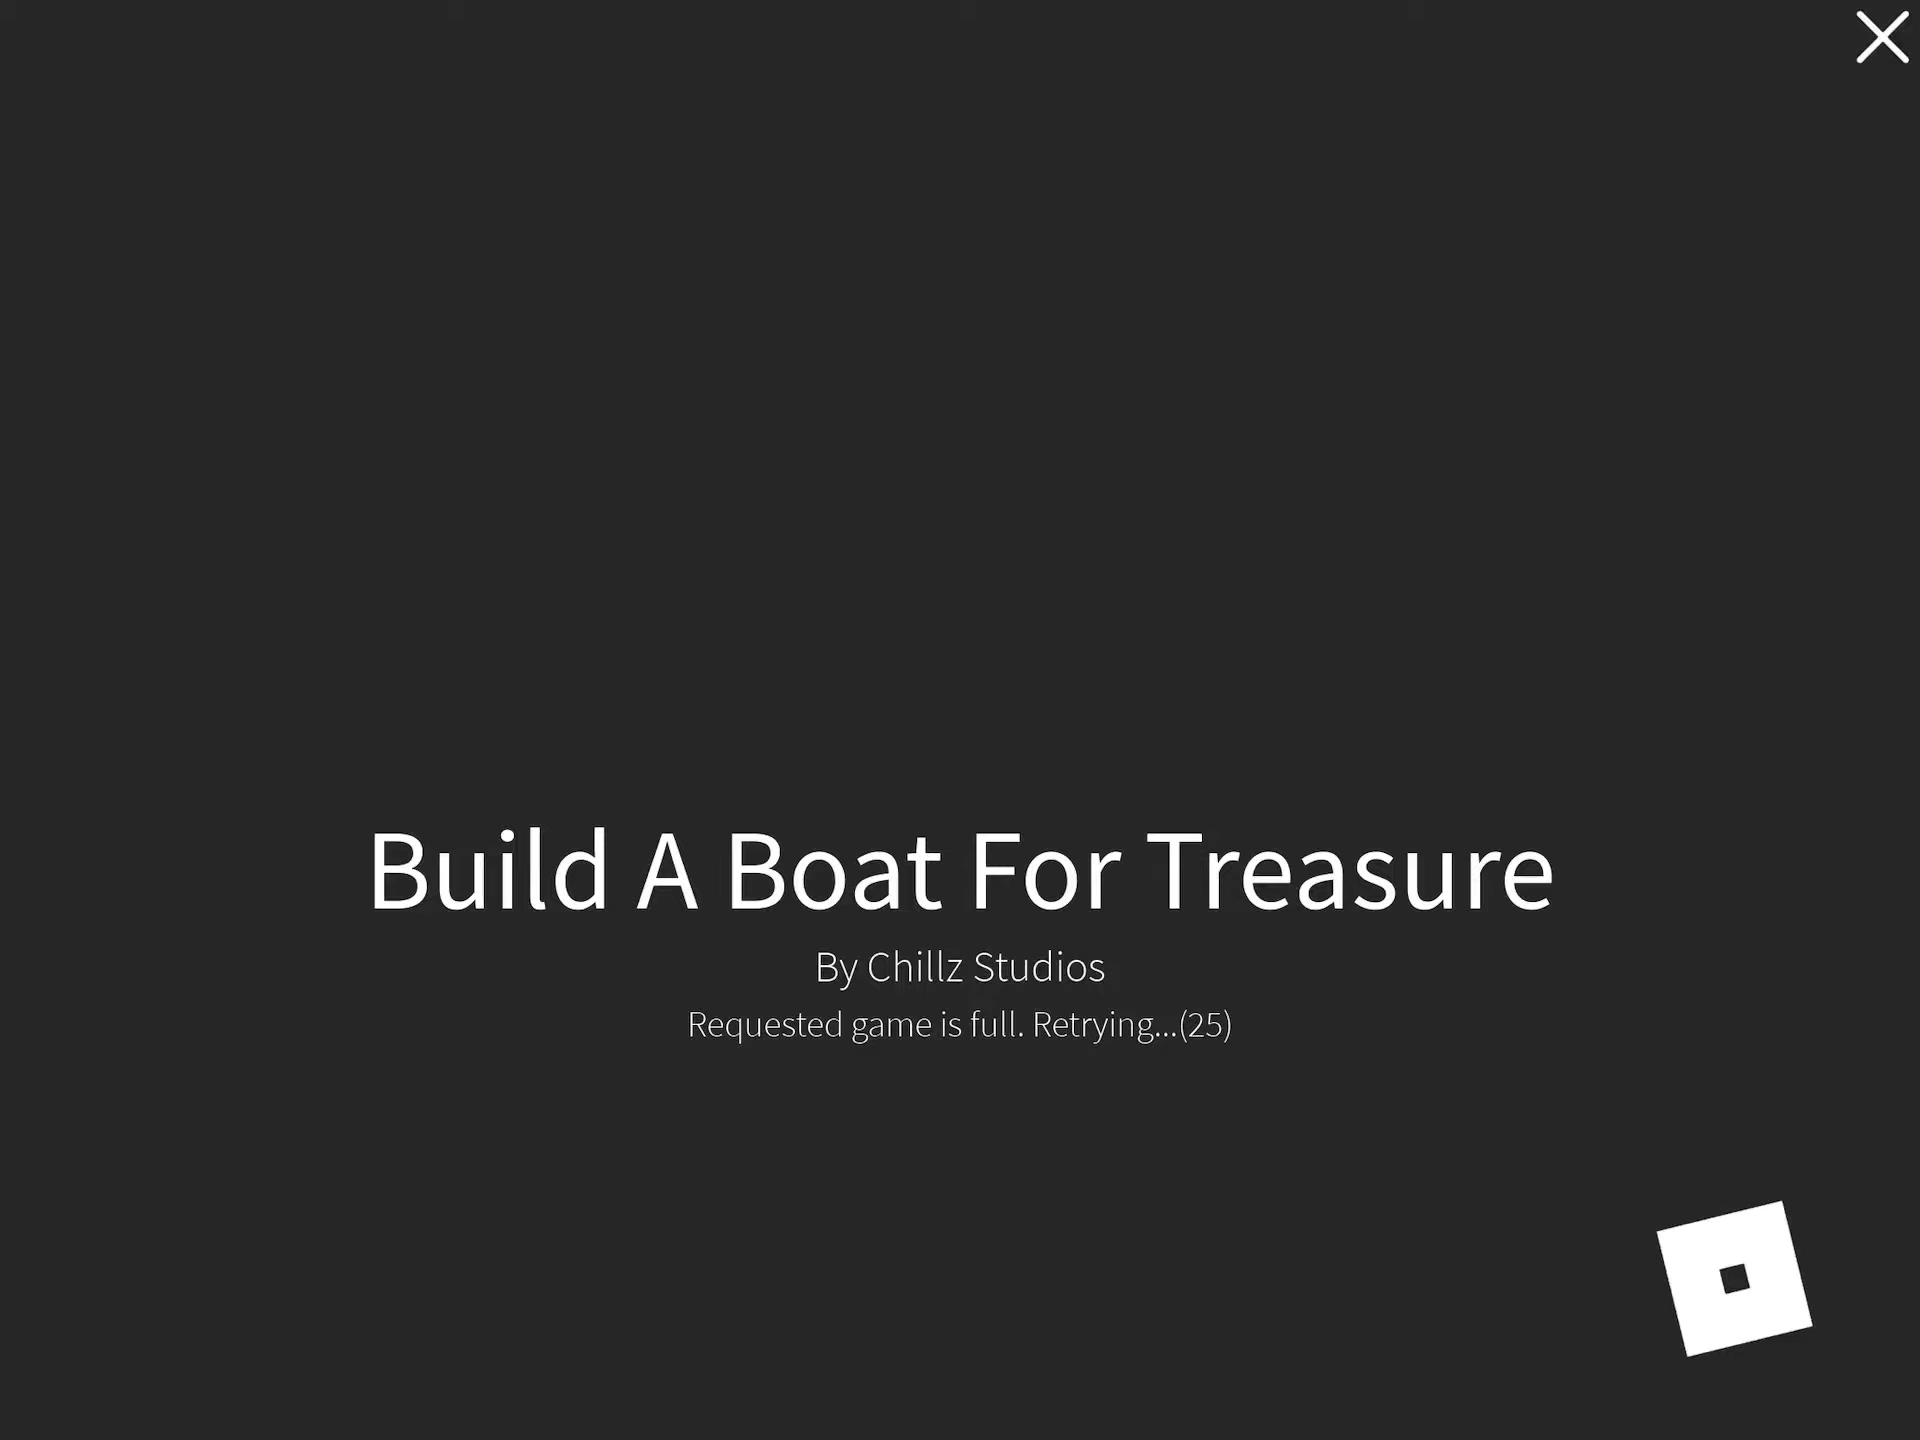 Build A Boat For Treasure
By Chillz Studios
Requested game is full. Retrying...(25)